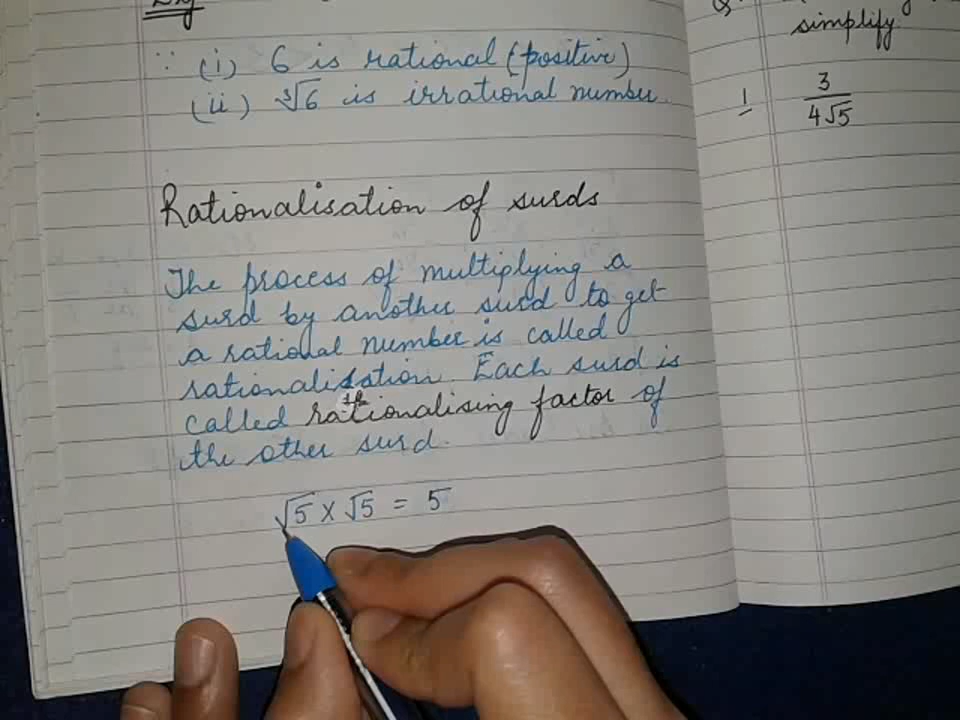 ∵ (i) 6 is rational (positive)
(ii) ∛6 is irrational number
Rationalisation of surds
The process of multiplying a
surd by another surd to get
a rational number is called
rationalisation. Each surd is
called the rationalising factor of
the other surd.
√5 × √5 = 5
simplify
1 3/4√5